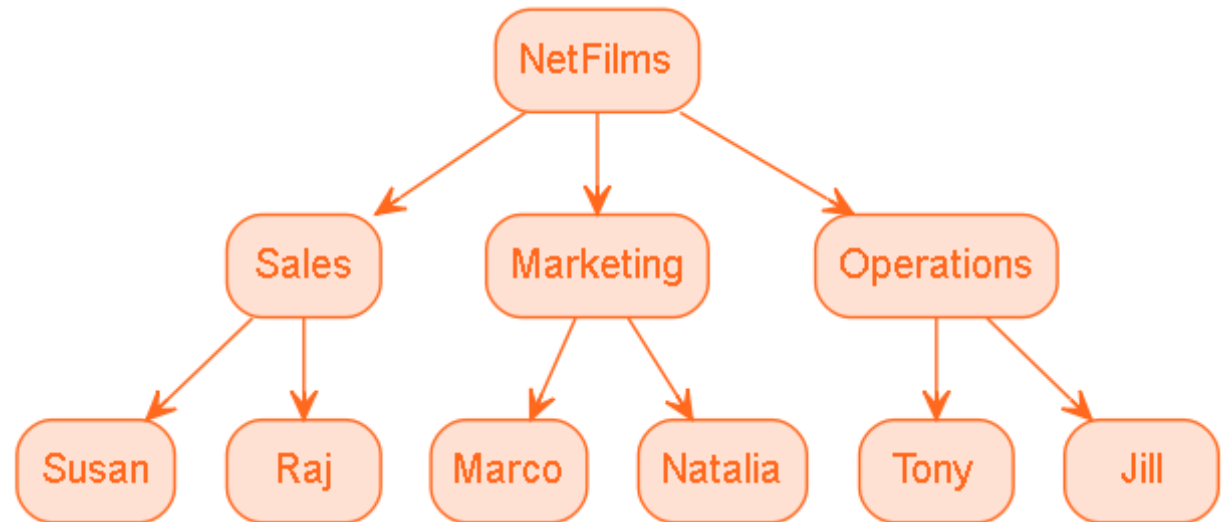 NetFilms
Sales
Marketing
Operations
Susan
Raj
Marco
Natalia
Tony
Jill